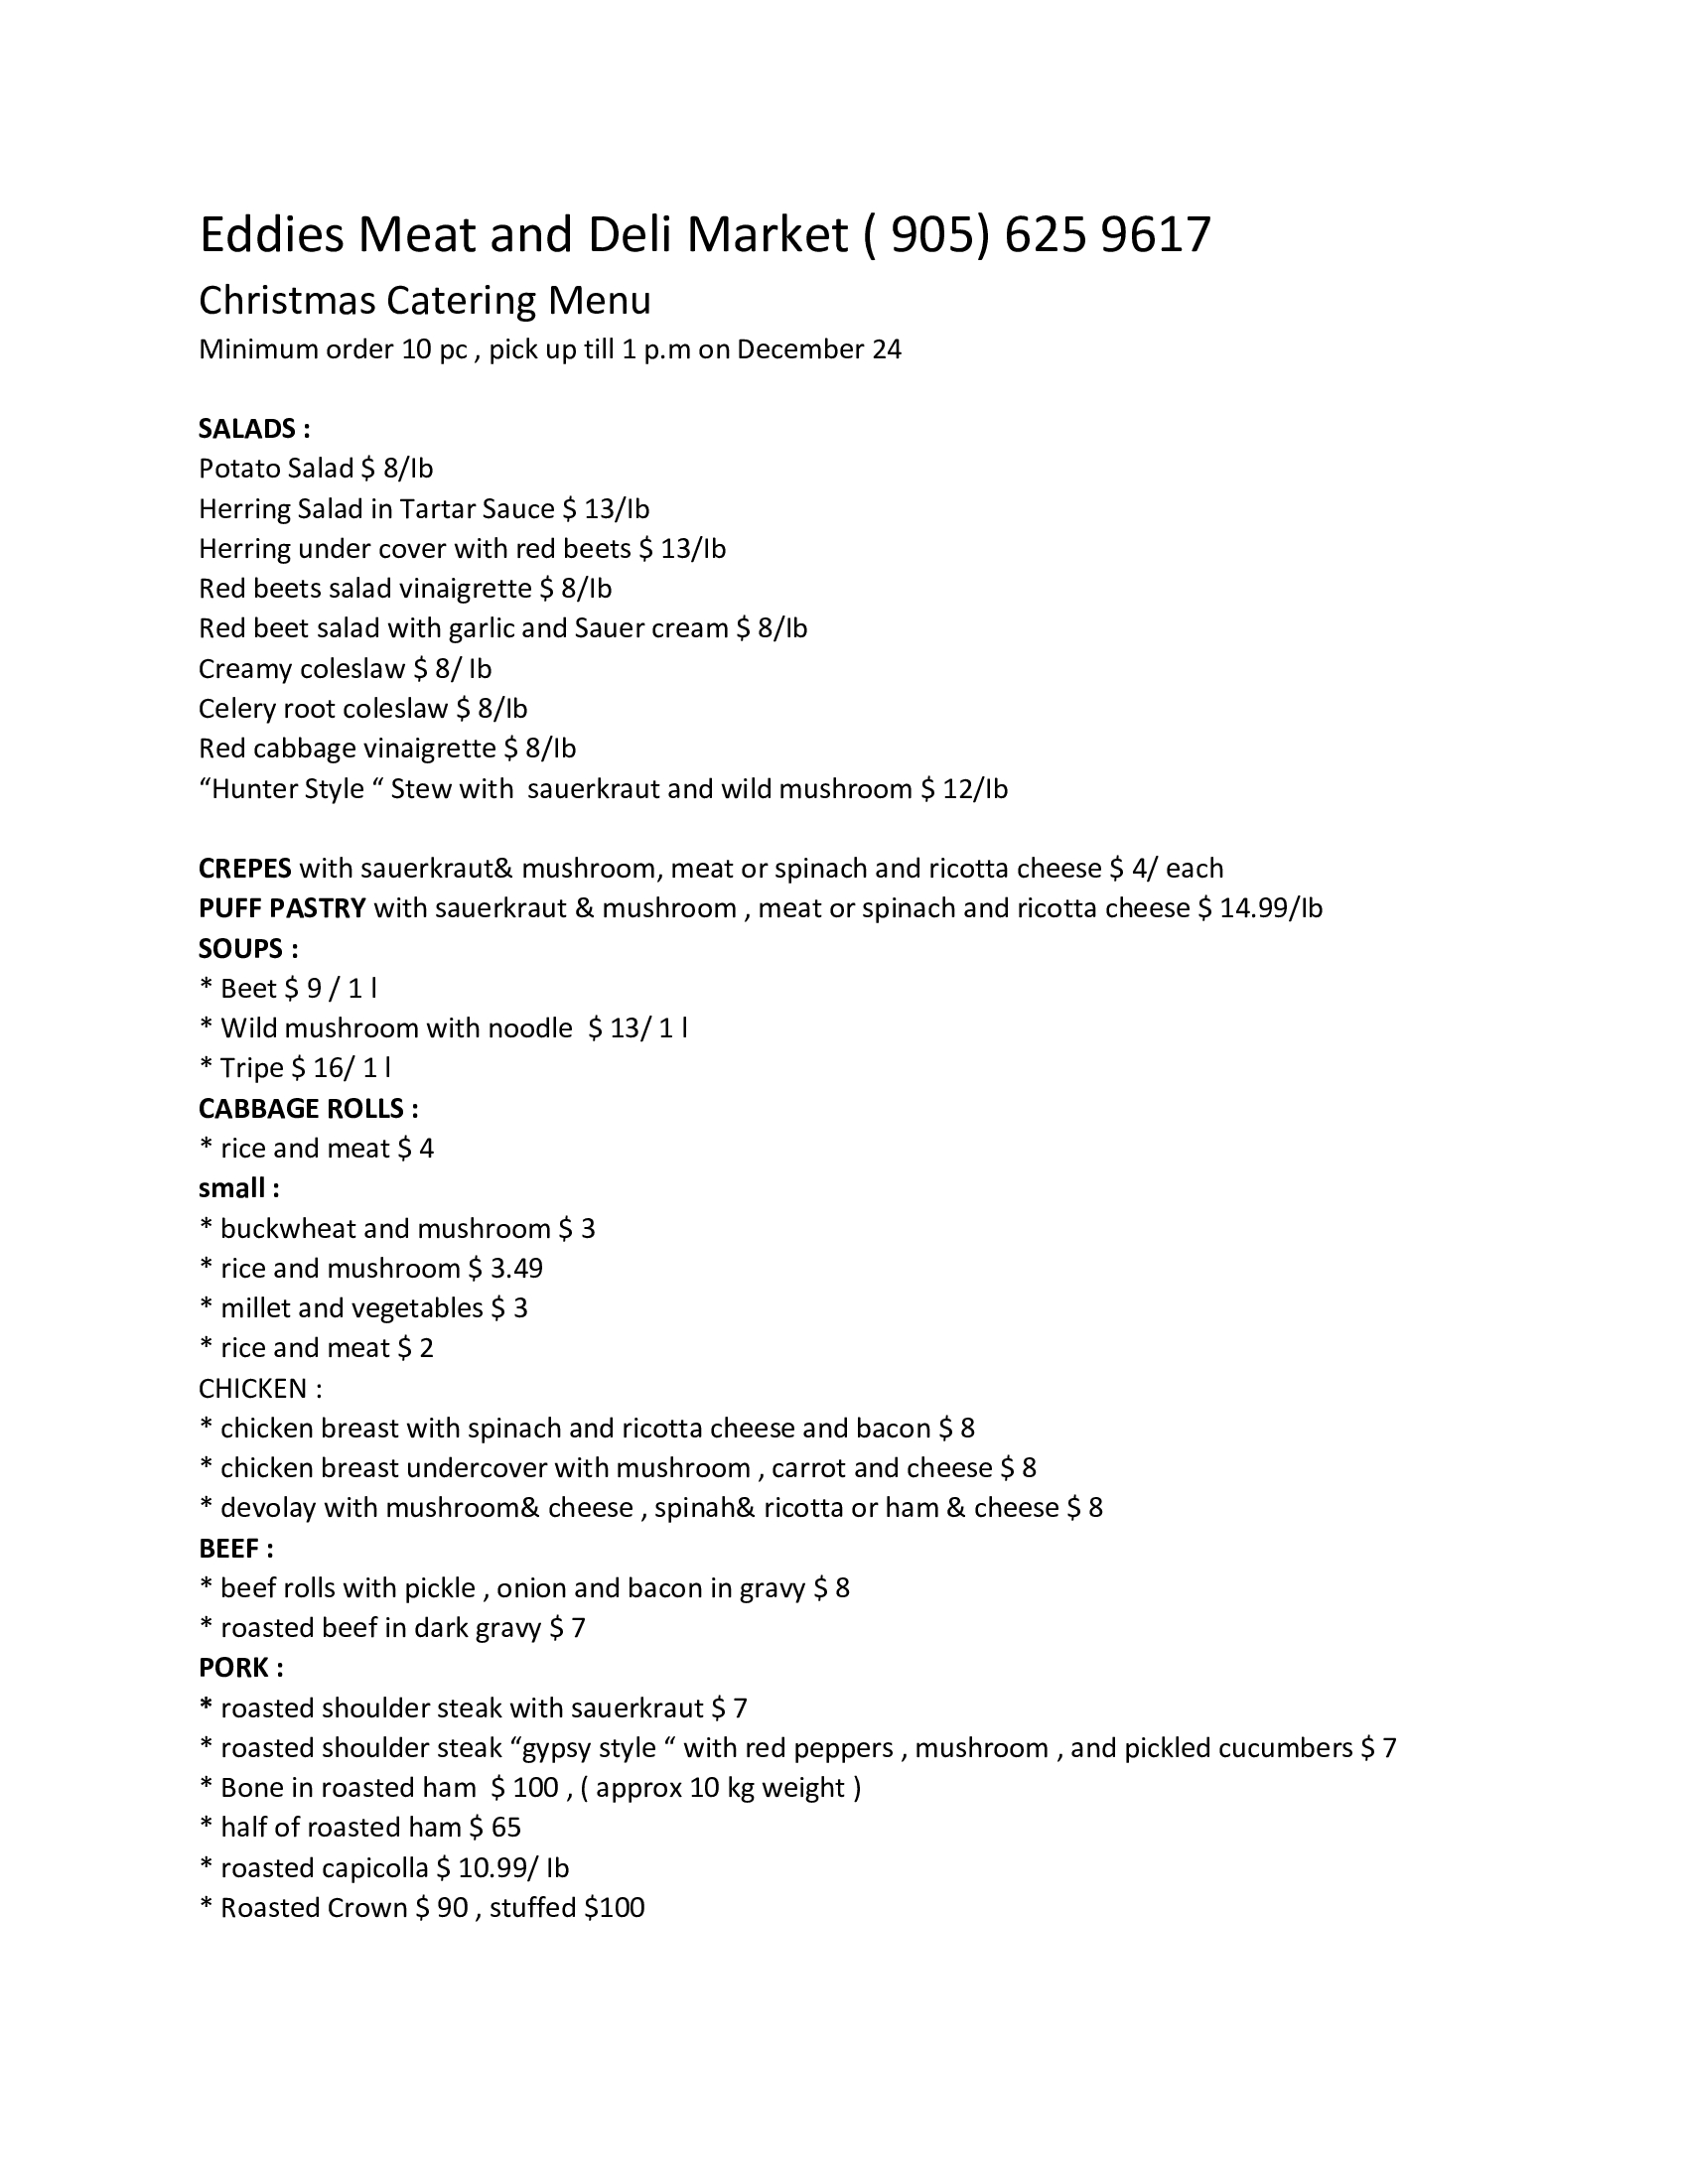 Eddies Meat and Deli Market ( 905) 625 9617
Christmas Catering Menu
Minimum order 10 pc , pick up till 1 p.m on December 24
SALADS :
Potato Salad $ 8/lb
Herring Salad in Tartar Sauce $ 13/lb
Herring under cover with red beets $ 13/lb
Red beets salad vinaigrette $ 8/lb
Red beet salad with garlic and Sauer cream $ 8/lb
Creamy coleslaw $ 8/ lb
Celery root coleslaw $ 8/lb
Red cabbage vinaigrette $ 8/lb
“Hunter Style “ Stew with  sauerkraut and wild mushroom $ 12/lb
CREPES with sauerkraut& mushroom, meat or spinach and ricotta cheese $ 4/ each
PUFF PASTRY with sauerkraut & mushroom , meat or spinach and ricotta cheese $ 14.99/lb
SOUPS :
* Beet $ 9 / 1 l
* Wild mushroom with noodle  $ 13/ 1 l
* Tripe $ 16/ 1 l
CABBAGE ROLLS :
* rice and meat $ 4
small :
* buckwheat and mushroom $ 3
* rice and mushroom $ 3.49
* millet and vegetables $ 3
* rice and meat $ 2
CHICKEN :
* chicken breast with spinach and ricotta cheese and bacon $ 8
* chicken breast undercover with mushroom , carrot and cheese $ 8
* devolay with mushroom& cheese , spinah& ricotta or ham & cheese $ 8
BEEF :
* beef rolls with pickle , onion and bacon in gravy $ 8
* roasted beef in dark gravy $ 7
PORK :
* roasted shoulder steak with sauerkraut $ 7
* roasted shoulder steak “gypsy style “ with red peppers , mushroom , and pickled cucumbers $ 7
* Bone in roasted ham  $ 100 , ( approx 10 kg weight )
* half of roasted ham $ 65
* roasted capicolla $ 10.99/ lb
* Roasted Crown $ 90 , stuffed $100